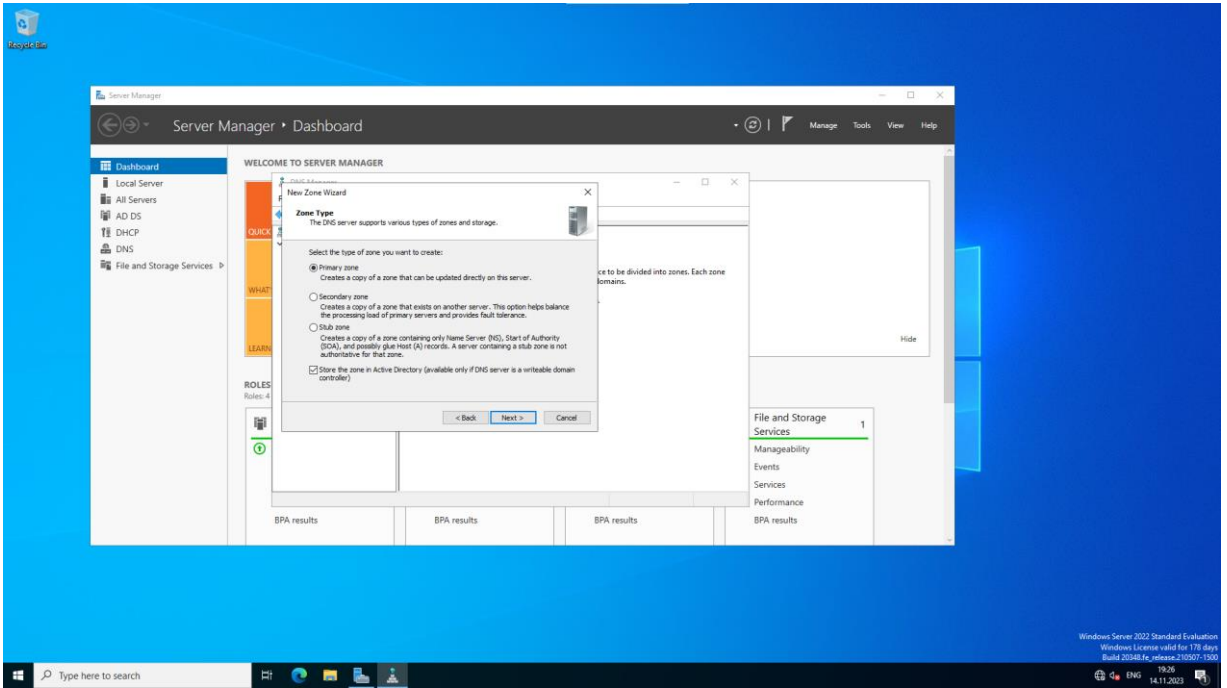 Recycle Bin
Server Manager
Server Manager • Dashboard
Manage Tools View Help
Dashboard
Local Server
All Servers
AD DS
DHCP
DNS
File and Storage Services
WELCOME TO SERVER MANAGER
QUICK
WHAT'
LEARN
Hide
DNS Manager
New Zone Wizard
Zone Type
The DNS server supports various types of zones and storage.
Select the type of zone you want to create:
Primary zone
Creates a copy of a zone that can be updated directly on this server.
Secondary zone
Creates a copy of a zone that exists on another server. This option helps balance
the processing load of primary servers and provides fault tolerance.
Stub zone
Creates a copy of a zone containing only Name Server (NS), Start of Authority
(SOA), and possibly glue Host (A) records. A server containing a stub zone is not
authoritative for that zone.
Store the zone in Active Directory (available only if DNS server is a writeable domain
controller)
< Back Next > Cancel
ce to be divided into zones. Each zone
domains.
ROLES
Roles: 4
File and Storage
Services 1
Manageability
Events
Services
Performance
BPA results BPA results BPA results BPA results
Windows Server 2022 Standard Evaluation
Windows License valid for 178 days
Build 20348.fe_release.210507-1500
Type here to search
ENG
19:26
14.11.2023